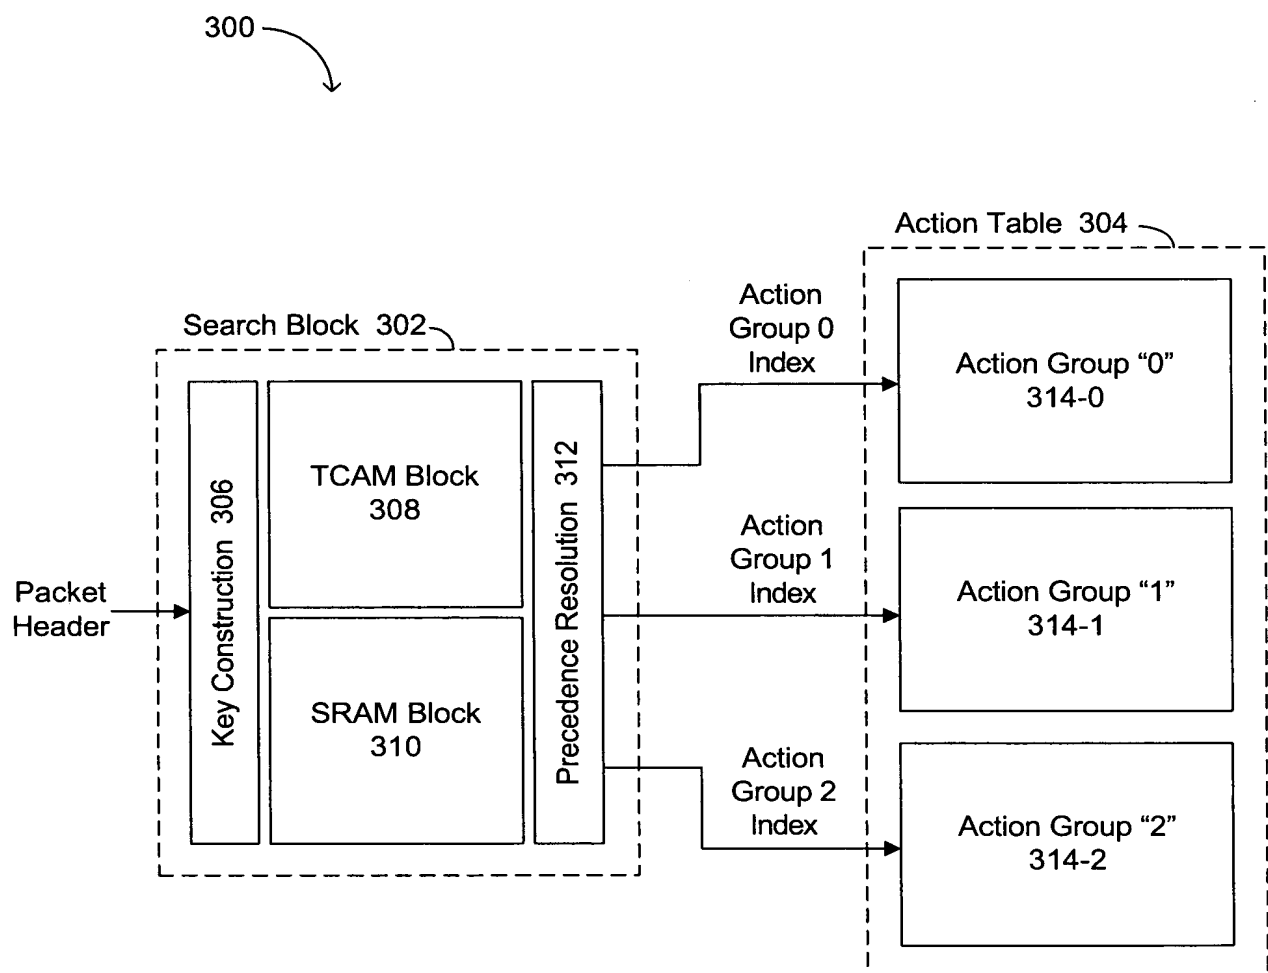 300
Action Table 304
Action
Group 0
Index
Search Block 302
Action Group “0”
314-0
Key Construction 306
TCAM Block
308
Precedence Resolution 312
Action
Group 1
Index
Packet
Header
Action Group “1”
314-1
SRAM Block
310
Action
Group 2
Index
Action Group “2”
314-2